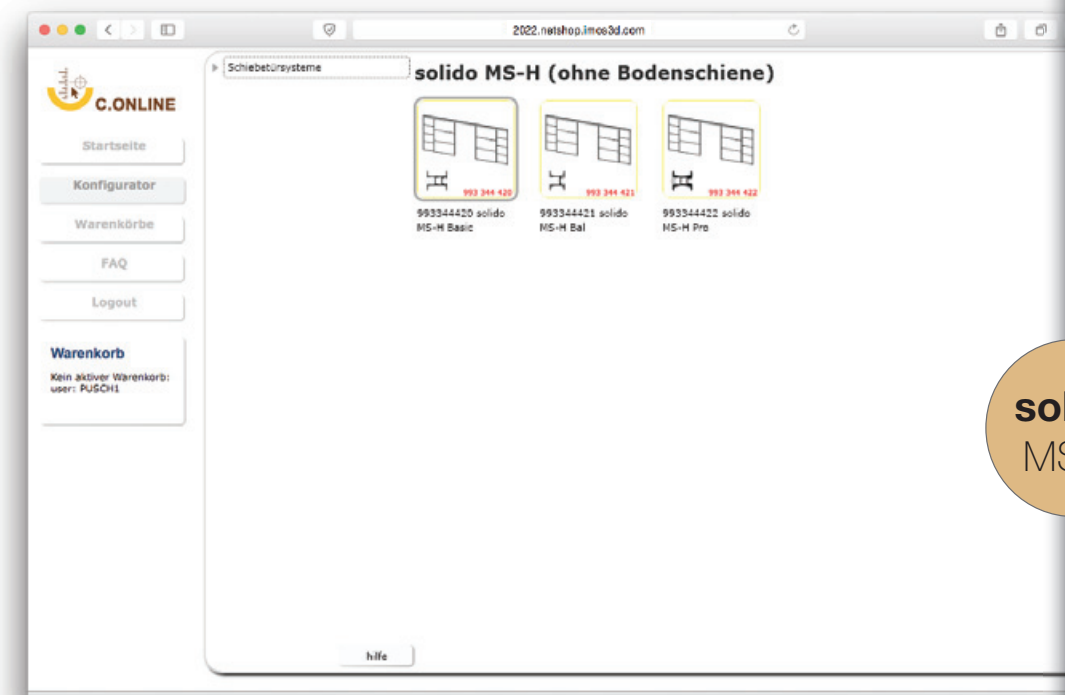 2022.netshop.imos3d.com
C.ONLINE
Startseite
Konfigurator
Warenkörbe
FAQ
Logout
Warenkorb
Kein aktiver Warenkorb:
user: PUSCH1
Schiebetürsysteme
solido MS-H (ohne Bodenschiene)
993 344 420
993344420 solido
MS-H Basic
993 344 421
993344421 solido
MS-H Bal
993 344 422
993344422 solido
MS-H Pro
hilfe